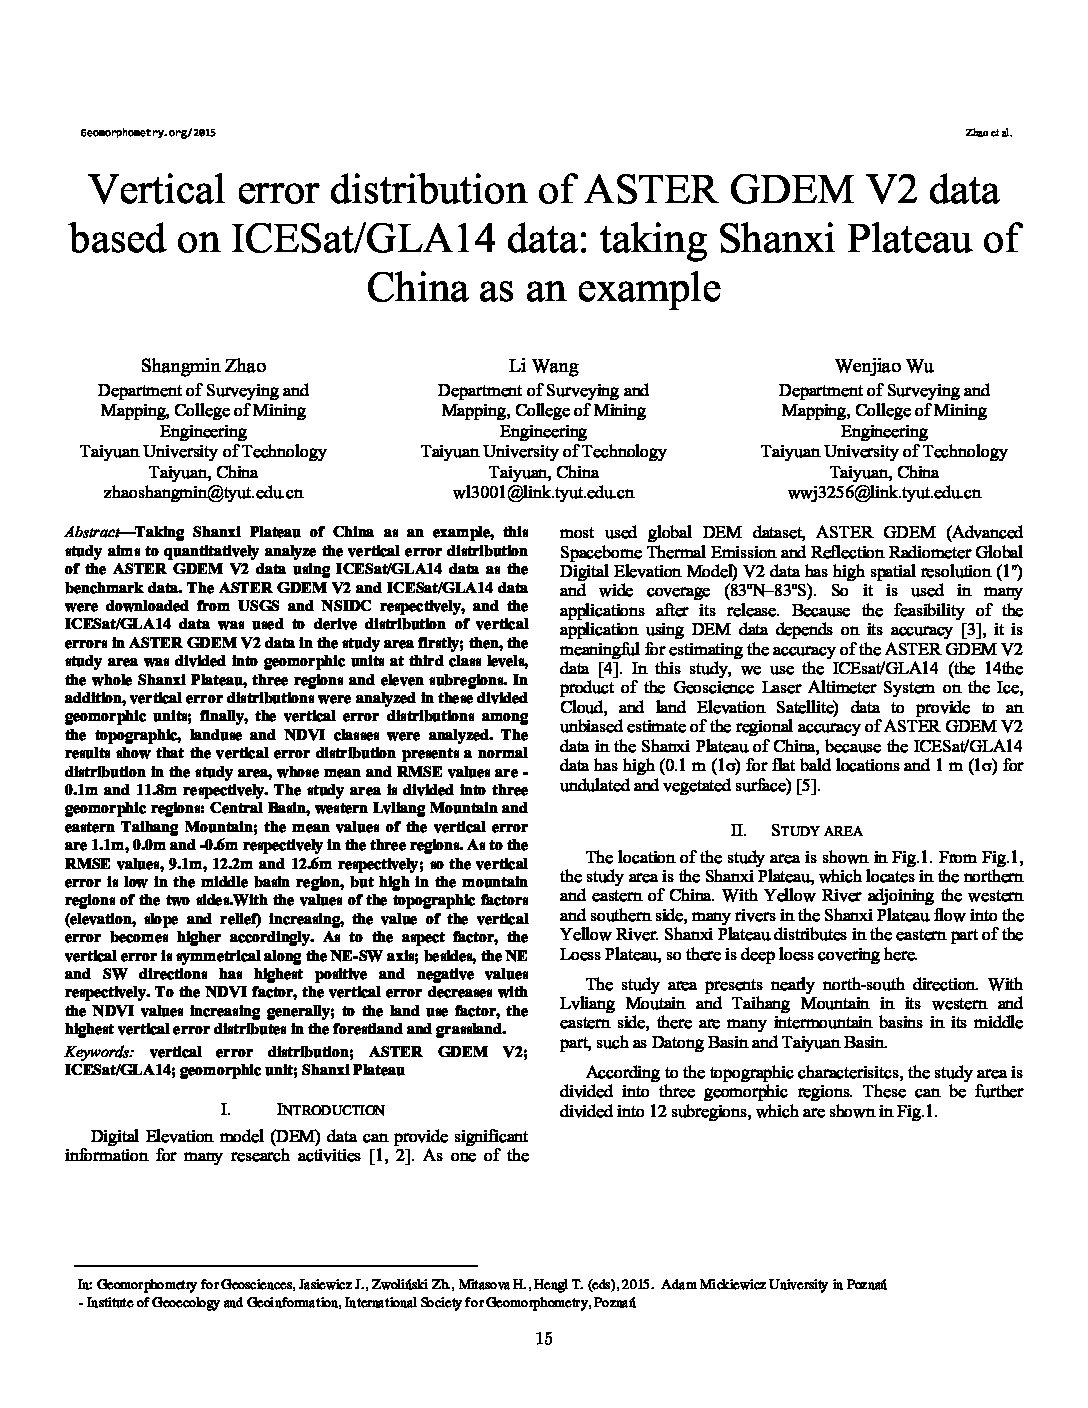 Geomorphometry.org/2015
Zhao et al.
Vertical error distribution of ASTER GDEM V2 data
based on ICESat/GLA14 data: taking Shanxi Plateau of
China as an example
Shangmin Zhao
Department of Surveying and
Mapping, College of Mining
Engineering
Taiyuan University of Technology
Taiyuan, China
zhaoshangmin@tyut.edu.cn
Li Wang
Department of Surveying and
Mapping, College of Mining
Engineering
Taiyuan University of Technology
Taiyuan, China
wl3001@link.tyut.edu.cn
Wenjiao Wu
Department of Surveying and
Mapping, College of Mining
Engineering
Taiyuan University of Technology
Taiyuan, China
wwj3256@link.tyut.edu.cn
Abstract—Taking Shanxi Plateau of China as an example, this
study aims to quantitatively analyze the vertical error distribution
of the ASTER GDEM V2 data using ICESat/GLA14 data as the
benchmark data. The ASTER GDEM V2 and ICESat/GLA14 data
were downloaded from USGS and NSIDC respectively, and the
ICESat/GLA14 data was used to derive distribution of vertical
errors in ASTER GDEM V2 data in the study area firstly; then, the
study area was divided into geomorphic units at third class levels,
the whole Shanxi Plateau, three regions and eleven subregions. In
addition, vertical error distributions were analyzed in these divided
geomorphic units; finally, the vertical error distributions among
the topographic, landuse and NDVI classes were analyzed. The
results show that the vertical error distribution presents a normal
distribution in the study area, whose mean and RMSE values are -
0.1m and 11.8m respectively. The study area is divided into three
geomorphic regions: Central Basin, western Lvliang Mountain and
eastern Taihang Mountain; the mean values of the vertical error
are 1.1m, 0.0m and -0.6m respectively in the three regions. As to the
RMSE values, 9.1m, 12.2m and 12.6m respectively; so the vertical
error is low in the middle basin region, but high in the mountain
regions of the two sides.With the values of the topographic factors
(elevation, slope and relief) increasing, the value of the vertical
error becomes higher accordingly. As to the aspect factor, the
vertical error is symmetrical along the NE-SW axis; besides, the NE
and SW directions has highest positive and negative values
respectively. To the NDVI factor, the vertical error decreases with
the NDVI values increasing generally; to the land use factor, the
highest vertical error distributes in the forestland and grassland.
Keywords: vertical error distribution; ASTER GDEM V2;
ICESat/GLA14; geomorphic unit; Shanxi Plateau
I. INTRODUCTION
Digital Elevation model (DEM) data can provide significant
information for many research activities [1, 2]. As one of the
most used global DEM dataset, ASTER GDEM (Advanced
Spaceborne Thermal Emission and Reflection Radiometer Global
Digital Elevation Model) V2 data has high spatial resolution (1″)
and wide coverage (83ºN–83ºS). So it is used in many
applications after its release. Because the feasibility of the
application using DEM data depends on its accuracy [3], it is
meaningful for estimating the accuracy of the ASTER GDEM V2
data [4]. In this study, we use the ICEsat/GLA14 (the 14the
product of the Geoscience Laser Altimeter System on the Ice,
Cloud, and land Elevation Satellite) data to provide to an
unbiased estimate of the regional accuracy of ASTER GDEM V2
data in the Shanxi Plateau of China, because the ICESat/GLA14
data has high (0.1 m (1σ) for flat bald locations and 1 m (1σ) for
undulated and vegetated surface) [5].
II. STUDY AREA
The location of the study area is shown in Fig.1. From Fig.1,
the study area is the Shanxi Plateau, which locates in the northern
and eastern of China. With Yellow River adjoining the western
and southern side, many rivers in the Shanxi Plateau flow into the
Yellow River. Shanxi Plateau distributes in the eastern part of the
Loess Plateau, so there is deep loess covering here.
The study area presents nearly north-south direction. With
Lvliang Moutain and Taihang Mountain in its western and
eastern side, there are many intermountain basins in its middle
part, such as Datong Basin and Taiyuan Basin.
According to the topographic characterisitcs, the study area is
divided into three geomorphic regions. These can be further
divided into 12 subregions, which are shown in Fig.1.
In: Geomorphometry for Geosciences, Jasiewicz J., Zwoliński Zb., Mitasova H., Hengl T. (eds), 2015. Adam Mickiewicz University in Poznań
- Institute of Geoecology and Geoinformation, International Society for Geomorphometry, Poznań
15